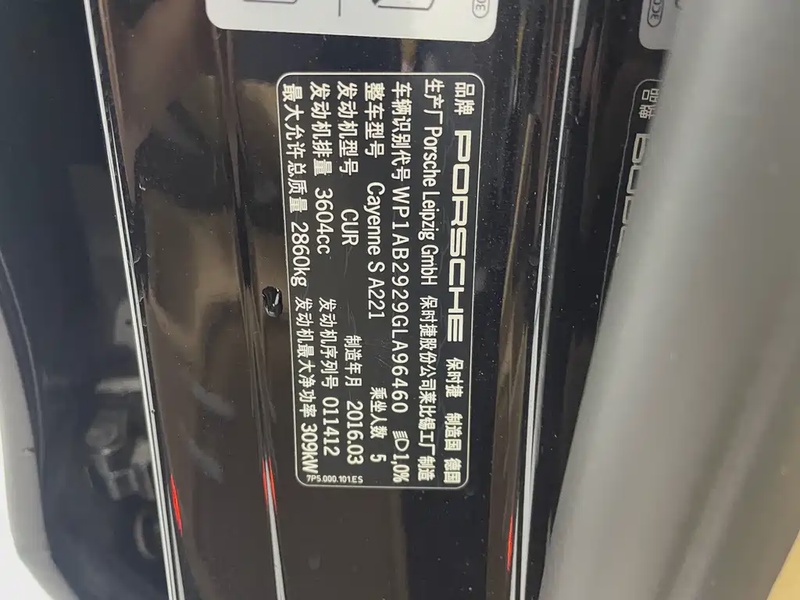 品牌 PORSCHE 保时捷 制造国 德国
生产厂 Porsche Leipzig GmbH 保时捷股份公司莱比锡工厂 制造
车辆识别代号 WP1AB2929GLA96460 1,0%
整车型号 Cayenne S A221 乘坐人数 5
发动机型号 CUR 制造年月 2016.03
发动机排量 3604cc 发动机序列号 011412
最大允许总质量 2860kg 发动机最大净功率 309kW
7P5.000.101.ES
品牌